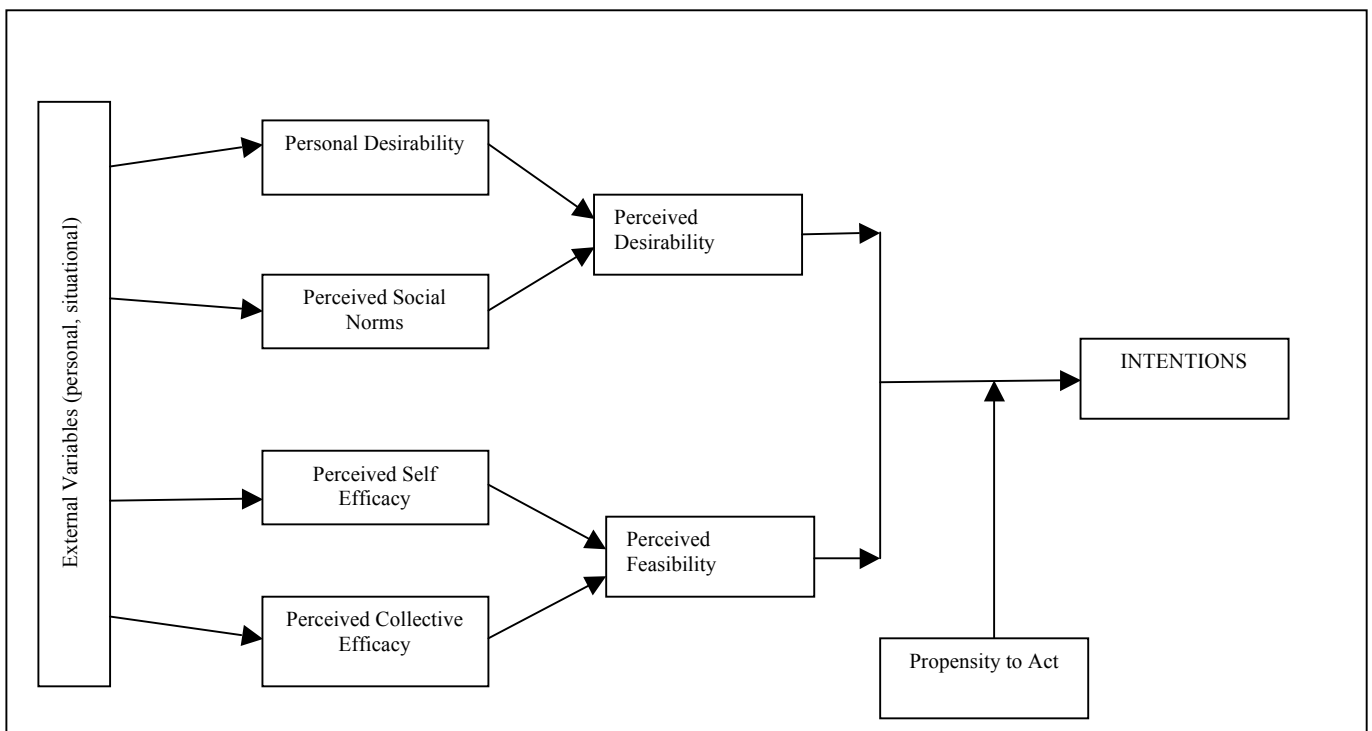 External Variables (personal, situational)
Personal Desirability
Perceived Social
Norms
Perceived Self
Efficacy
Perceived Collective
Efficacy
Perceived
Desirability
Perceived
Feasibility
Propensity to Act
INTENTIONS